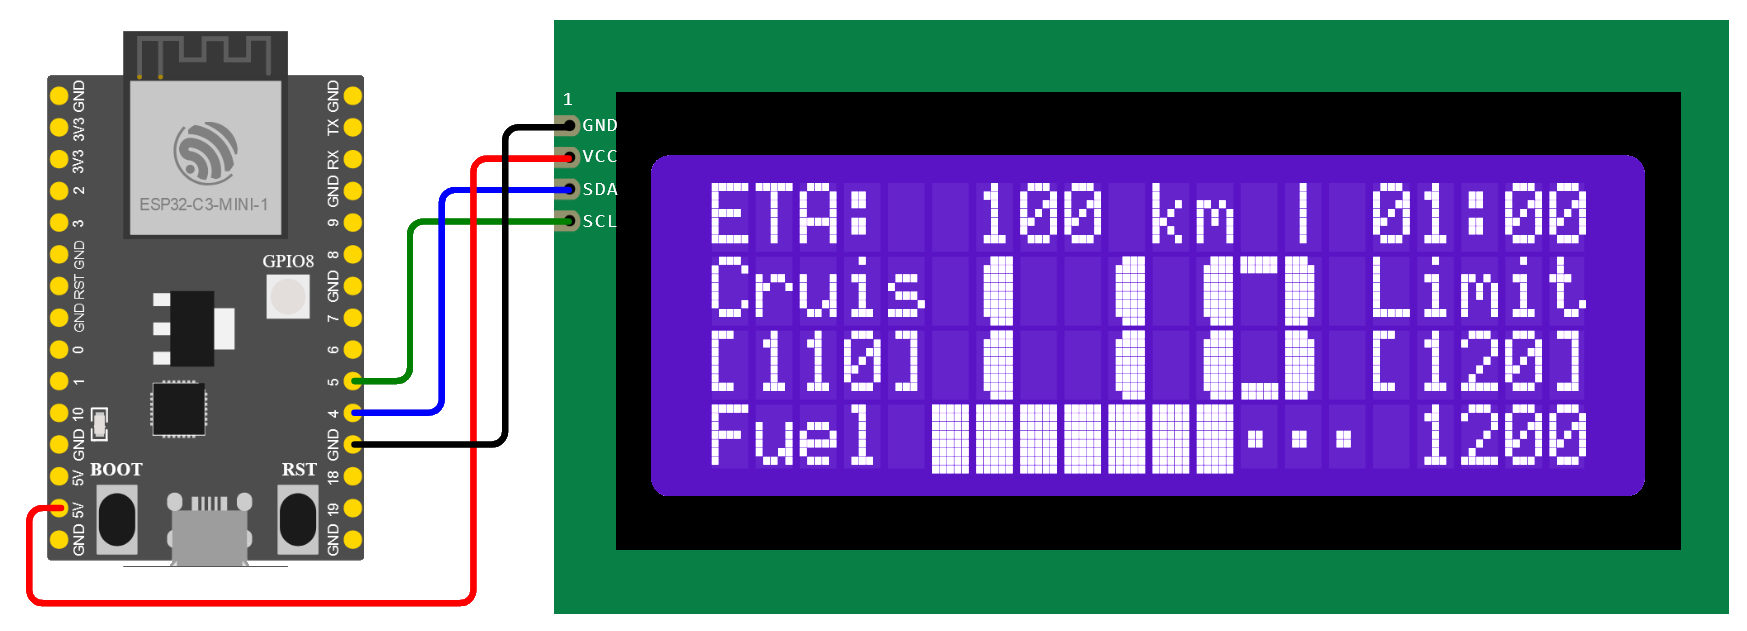 GND
3V3
3V3
2
3
GND
RST
GND
0
1
10
GND
5V
5V
GND
ESP32-C3-MINI-1
GPIO8
BOOT
RST
GND
TX
RX
GND
9
8
GND
7
6
5
4
GND
18
19
GND
1
GND
VCC
SDA
SCL
ETA: 100 km | 01:00
Cruis 110 Limit
[110] [120]
Fuel ··· 1200